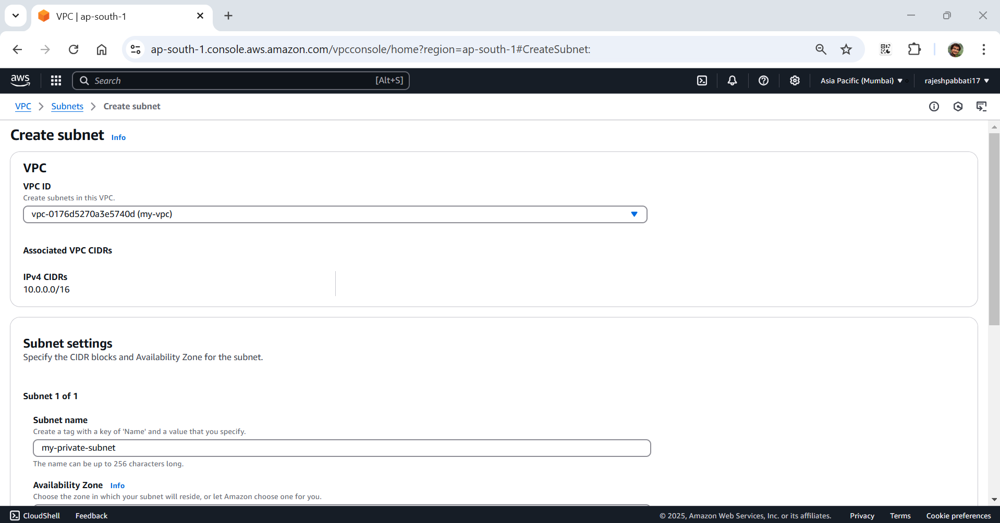 VPC | ap-south-1
ap-south-1.console.aws.amazon.com/vpcconsole/home?region=ap-south-1#CreateSubnet:
aws
Search [Alt+S]
Asia Pacific (Mumbai) rajeshpabbati17
VPC Subnets Create subnet
Create subnet Info
VPC
VPC ID
Create subnets in this VPC.
vpc-0176d5270a3e5740d (my-vpc)
Associated VPC CIDRs
IPv4 CIDRs
10.0.0.0/16
Subnet settings
Specify the CIDR blocks and Availability Zone for the subnet.
Subnet 1 of 1
Subnet name
Create a tag with a key of 'Name' and a value that you specify.
my-private-subnet
The name can be up to 256 characters long.
Availability Zone Info
Choose the zone in which your subnet will reside, or let Amazon choose one for you.
CloudShell Feedback © 2025, Amazon Web Services, Inc. or its affiliates. Privacy Terms Cookie preferences